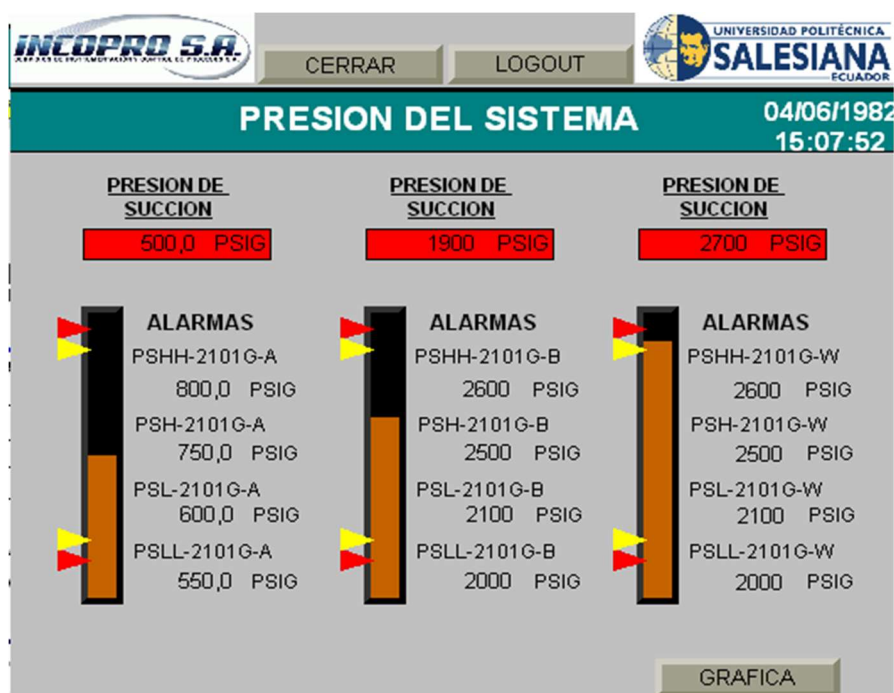 INCOPRO S.A.
CERRAR
LOGOUT
UNIVERSIDAD POLITÉCNICA
SALESIANA
ECUADOR
PRESION DEL SISTEMA
04/06/1982
15:07:52
PRESION DE
SUCCION
500,0 PSIG
PRESION DE
SUCCION
1900 PSIG
PRESION DE
SUCCION
2700 PSIG
ALARMAS
PSHH-2101G-A
800,0 PSIG
PSH-2101G-A
750,0 PSIG
PSL-2101G-A
600,0 PSIG
PSLL-2101G-A
550,0 PSIG
ALARMAS
PSHH-2101G-B
2600 PSIG
PSH-2101G-B
2500 PSIG
PSL-2101G-B
2100 PSIG
PSLL-2101G-B
2000 PSIG
ALARMAS
PSHH-2101G-W
2600 PSIG
PSH-2101G-W
2500 PSIG
PSL-2101G-W
2100 PSIG
PSLL-2101G-W
2000 PSIG
GRAFICA